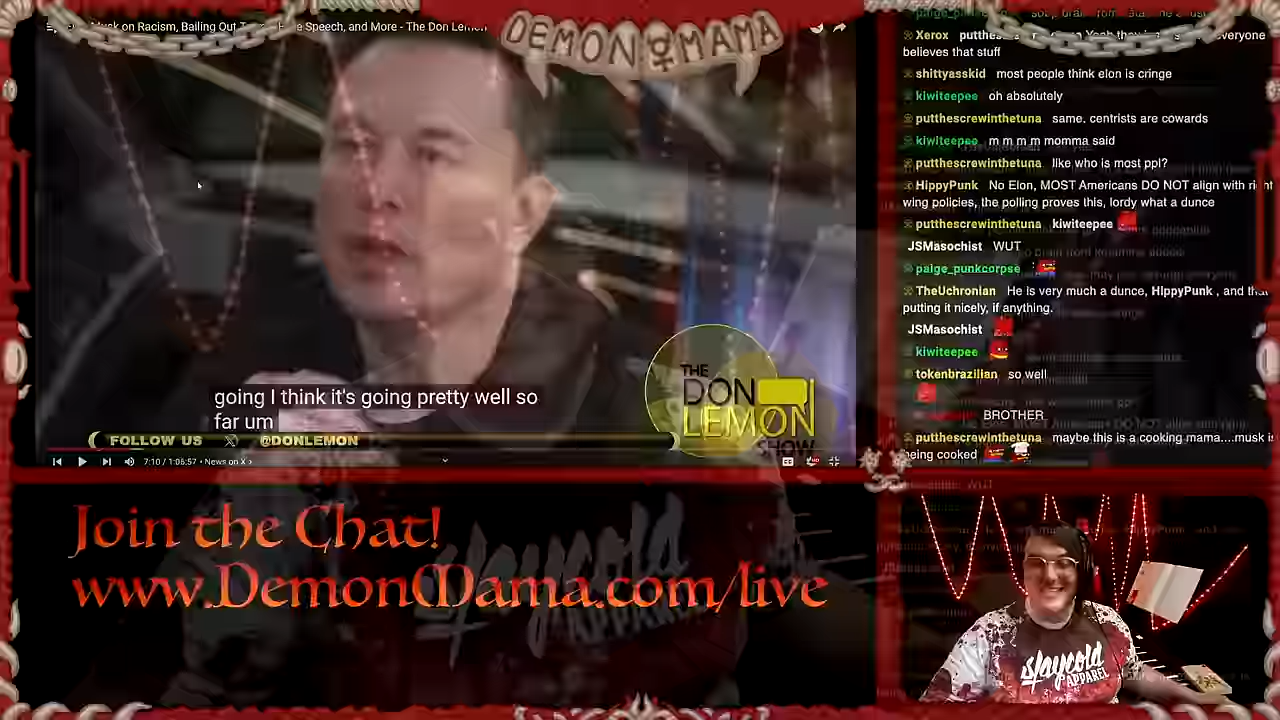 Musk on Racism, Bailing Out
Speech, and More - The Don Lemon
DEMON MAMA
going I think it's going pretty well so
far um
THE
DON
LEMON
SHOW
FOLLOW US
@DONLEMON
7:10 / 1:06:57 • News on X ›
Xerox
everyone
believes that stuff
shittyasskid most people think elon is cringe
kiwiteepee oh absolutely
putthescrewinthetuna same. centrists are cowards
kiwiteepee m m m m momma said
putthescrewinthetuna like who is most ppl?
HippyPunk No Elon, MOST Americans DO NOT align with right
wing policies, the polling proves this, lordy what a dunce
putthescrewinthetuna kiwiteepee
JSMasochist WUT
paige_punkcorpse
TheUchronian He is very much a dunce, HippyPunk , and that
putting it nicely, if anything.
JSMasochist
kiwiteepee
tokenbrazilian so well
BROTHER
putthescrewinthetuna maybe this is a cooking mama....musk is
being cooked
Join the Chat!
www.DemonMama.com/live
staycold
APPAREL
staycold
APPAREL